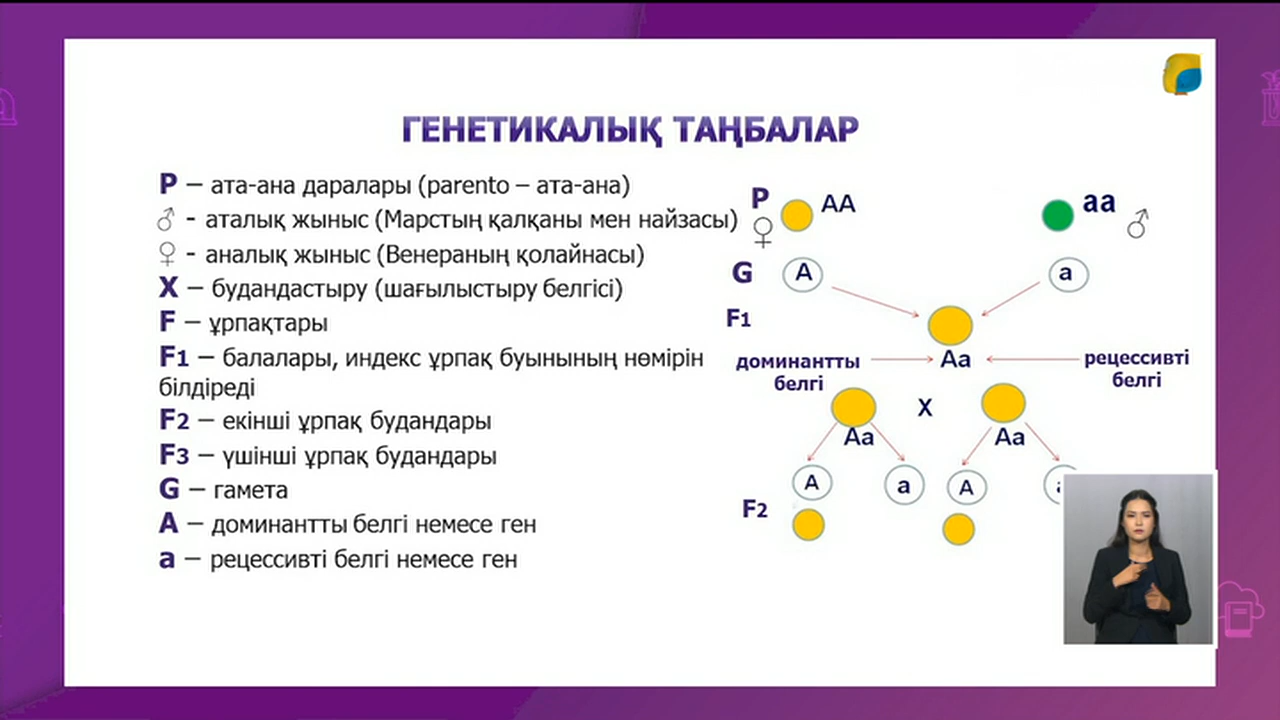 ГЕНЕТИКАЛЫҚ ТАҢБАЛАР
P – ата-ана даралары (parento – ата-ана)
♂ - аталық жыныс (Марстың қалқаны мен найзасы)
♀ - аналық жыныс (Венераның қолайнасы)
X – будандастыру (шағылыстыру белгісі)
F – ұрпақтары
F1 – балалары, индекс ұрпақ буынының нөмірін
білдіреді
F2 – екінші ұрпақ будандары
F3 – үшінші ұрпақ будандары
G – гамета
A – доминантты белгі немесе ген
a – рецессивті белгі немесе ген
P AA aa
♀ ♂
G A a
F1
доминантты Aa рецессивті
белгі белгі
X
Aa Aa
A a A
F2